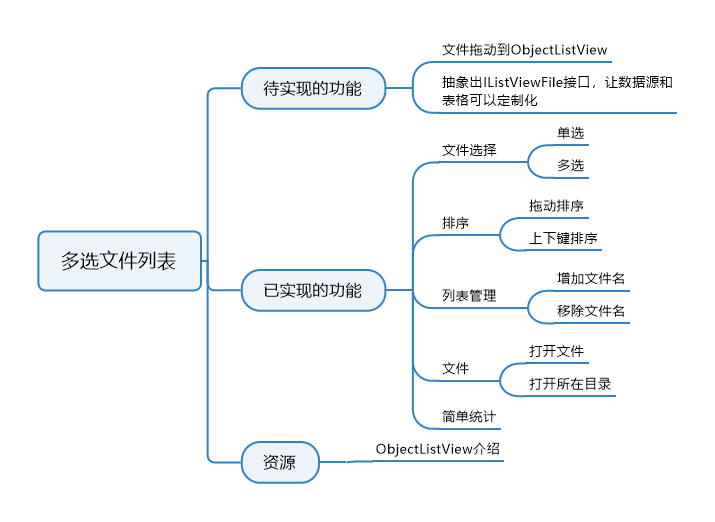 多选文件列表
待实现的功能
文件拖动到ObjectListView
抽象出IListViewFile接口，让数据源和
表格可以定制化
已实现的功能
文件选择
单选
多选
排序
拖动排序
上下键排序
列表管理
增加文件名
移除文件名
文件
打开文件
打开所在目录
简单统计
资源
ObjectListView介绍